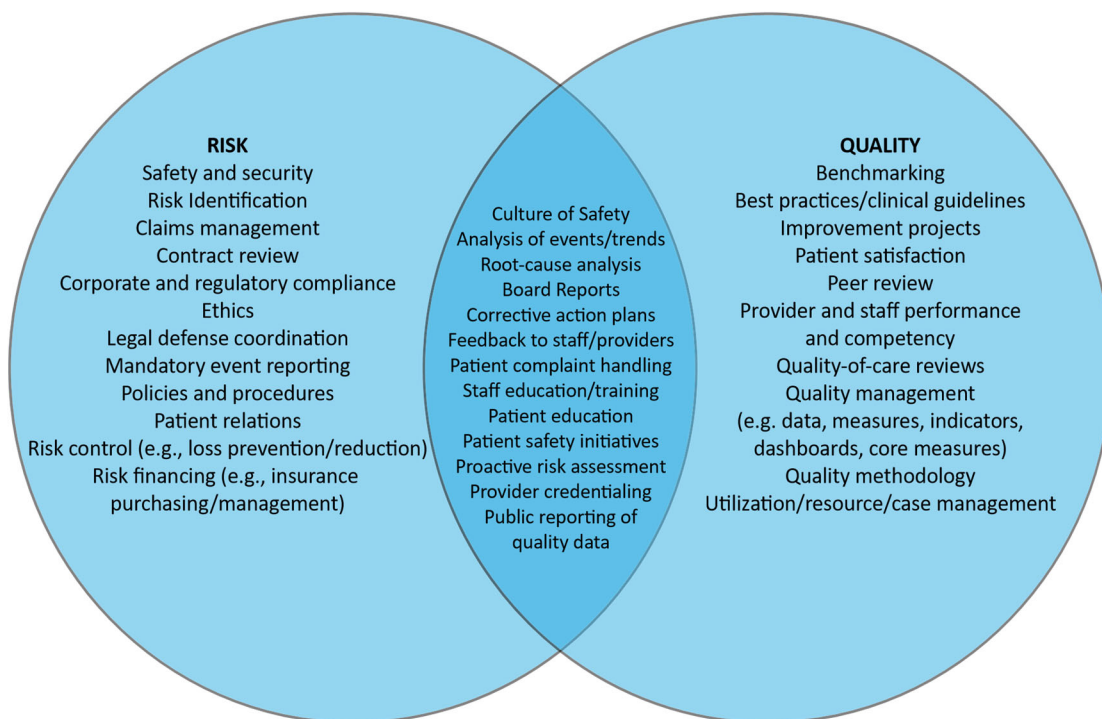 RISK
Safety and security
Risk Identification
Claims management
Contract review
Corporate and regulatory compliance
Ethics
Legal defense coordination
Mandatory event reporting
Policies and procedures
Patient relations
Risk control (e.g., loss prevention/reduction)
Risk financing (e.g., insurance
purchasing/management)
Culture of Safety
Analysis of events/trends
Root-cause analysis
Board Reports
Corrective action plans
Feedback to staff/providers
Patient complaint handling
Staff education/training
Patient education
Patient safety initiatives
Proactive risk assessment
Provider credentialing
Public reporting of
quality data
QUALITY
Benchmarking
Best practices/clinical guidelines
Improvement projects
Patient satisfaction
Peer review
Provider and staff performance
and competency
Quality-of-care reviews
Quality management
(e.g. data, measures, indicators,
dashboards, core measures)
Quality methodology
Utilization/resource/case management